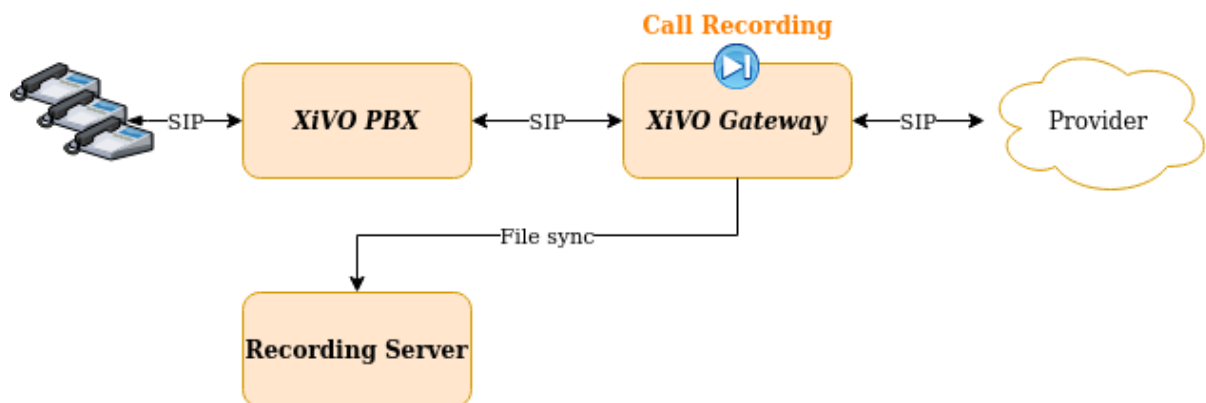 Call Recording
SIP
XiVO PBX
SIP
XiVO Gateway
SIP
Provider
File sync
Recording Server